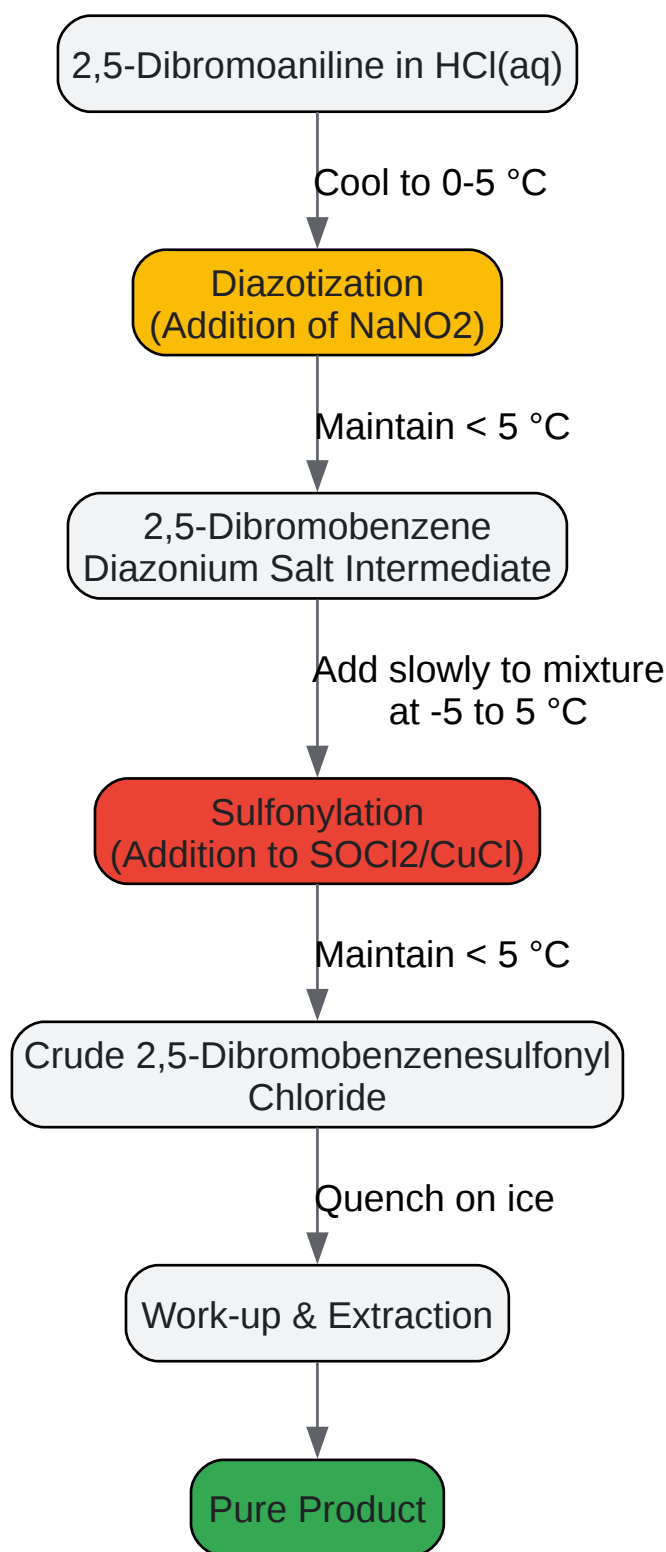 2,5-Dibromoaniline in HCl(aq)
Cool to 0-5 °C
Diazotization
(Addition of NaNO2)
Maintain < 5 °C
2,5-Dibromobenzene
Diazonium Salt Intermediate
Add slowly to mixture
at -5 to 5 °C
Sulfonylation
(Addition to SOCl2/CuCl)
Maintain < 5 °C
Crude 2,5-Dibromobenzenesulfonyl
Chloride
Quench on ice
Work-up & Extraction
Pure Product